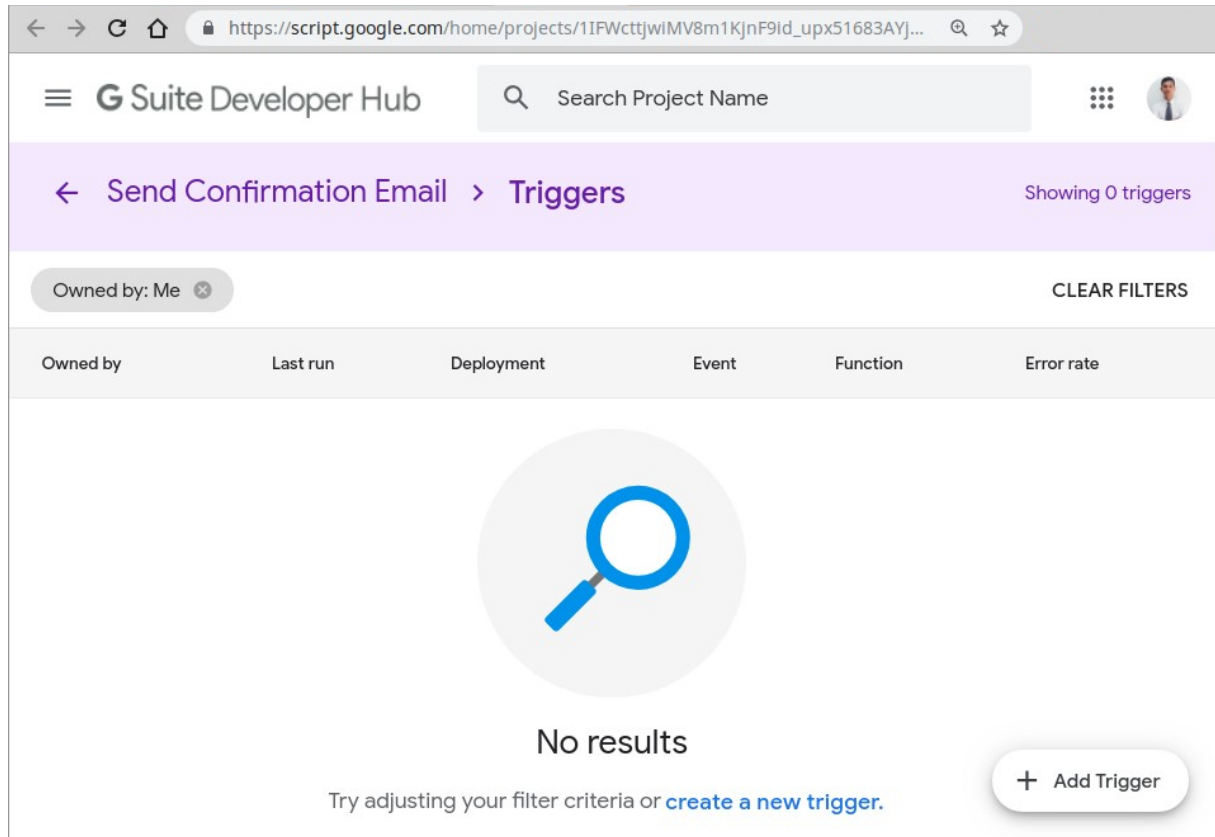 https://script.google.com/home/projects/1IFWcttjwiMV8m1KjnF9id_upx51683AYj...
G Suite Developer Hub
Search Project Name
Send Confirmation Email > Triggers
Showing 0 triggers
Owned by: Me
CLEAR FILTERS
Owned by Last run Deployment Event Function Error rate
No results
Try adjusting your filter criteria or create a new trigger.
+ Add Trigger